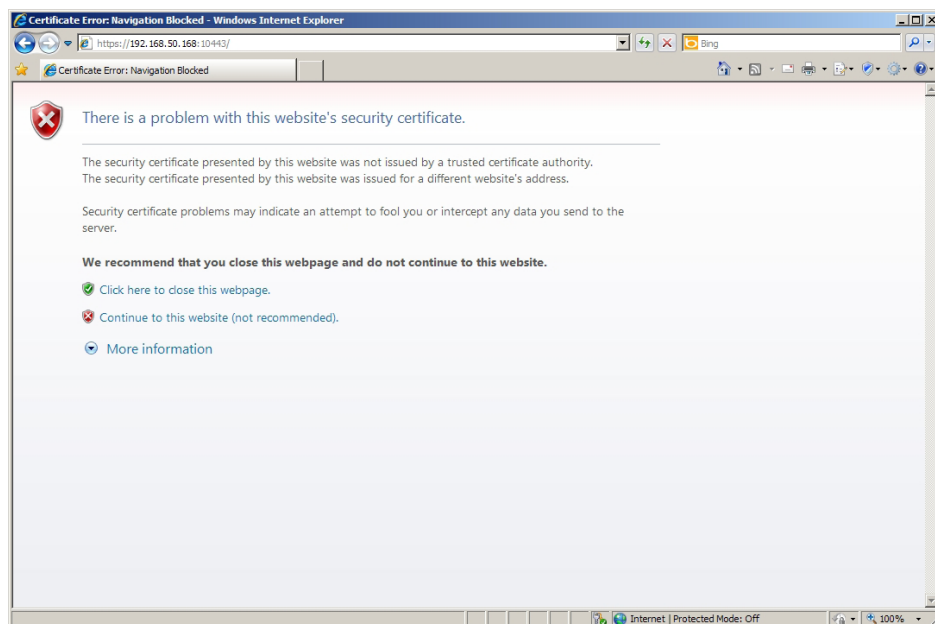 Certificate Error: Navigation Blocked - Windows Internet Explorer
https://192.168.50.168:10443/
Bing
Certificate Error: Navigation Blocked
There is a problem with this website's security certificate.
The security certificate presented by this website was not issued by a trusted certificate authority.
The security certificate presented by this website was issued for a different website's address.
Security certificate problems may indicate an attempt to fool you or intercept any data you send to the
server.
We recommend that you close this webpage and do not continue to this website.
Click here to close this webpage.
Continue to this website (not recommended).
More information
Internet | Protected Mode: Off
100%